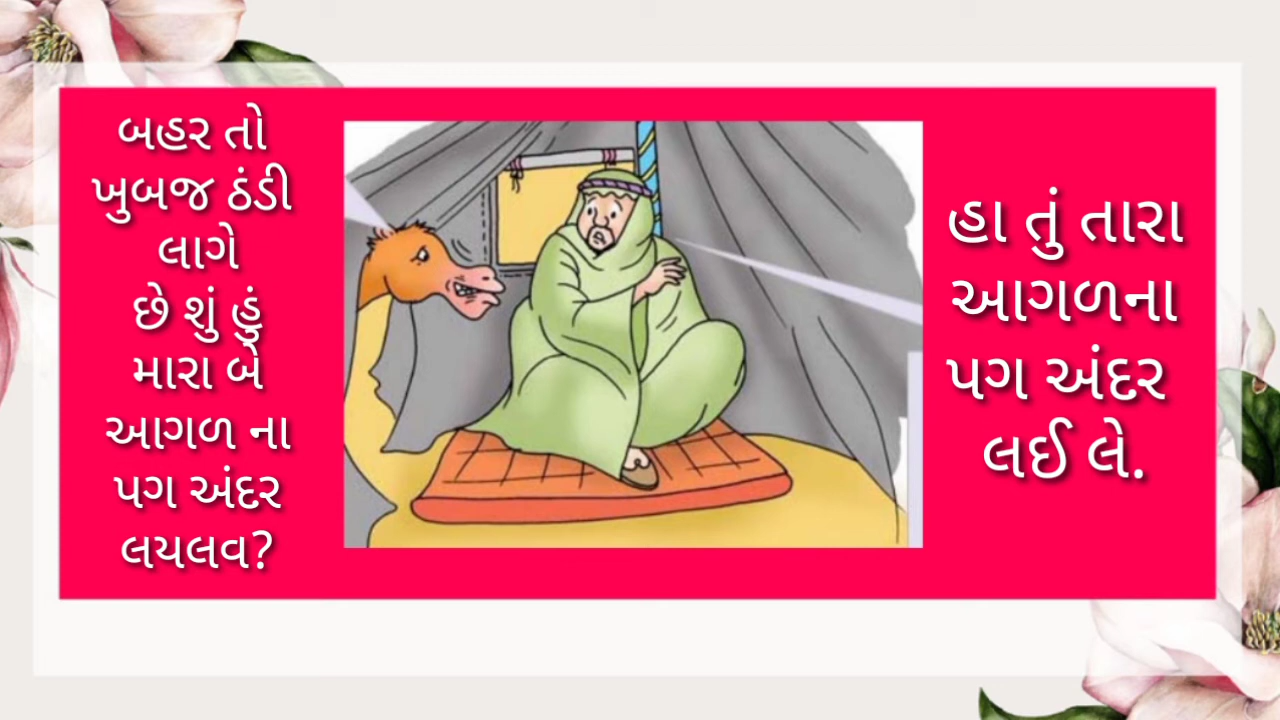 બહર તો
ખુબજ ઠંડી
લાગે
છે શું હું
મારા બે
આગળ ના
પગ અંદર
લયલવ?
હા તું તારા
આગળના
પગ અંદર
લઈ લે.